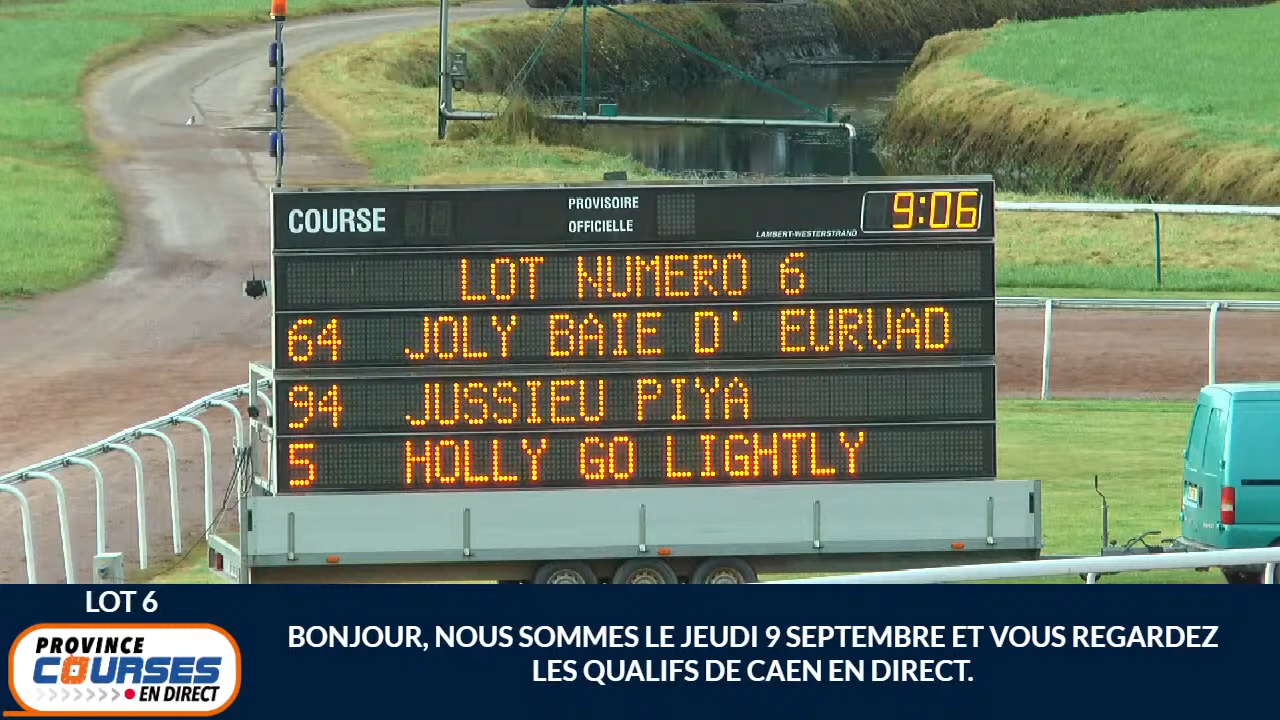 COURSE
PROVISOIRE
OFFICIELLE
9:06
LAMBERT-WESTERSTRAND
LOT NUMERO 6
64 JOLY BAIE D' EURVAD
94 JUSSIEU PIYA
5 HOLLY GO LIGHTLY
LOT 6
PROVINCE
COURSES
EN DIRECT
BONJOUR, NOUS SOMMES LE JEUDI 9 SEPTEMBRE ET VOUS REGARDEZ
LES QUALIFS DE CAEN EN DIRECT.